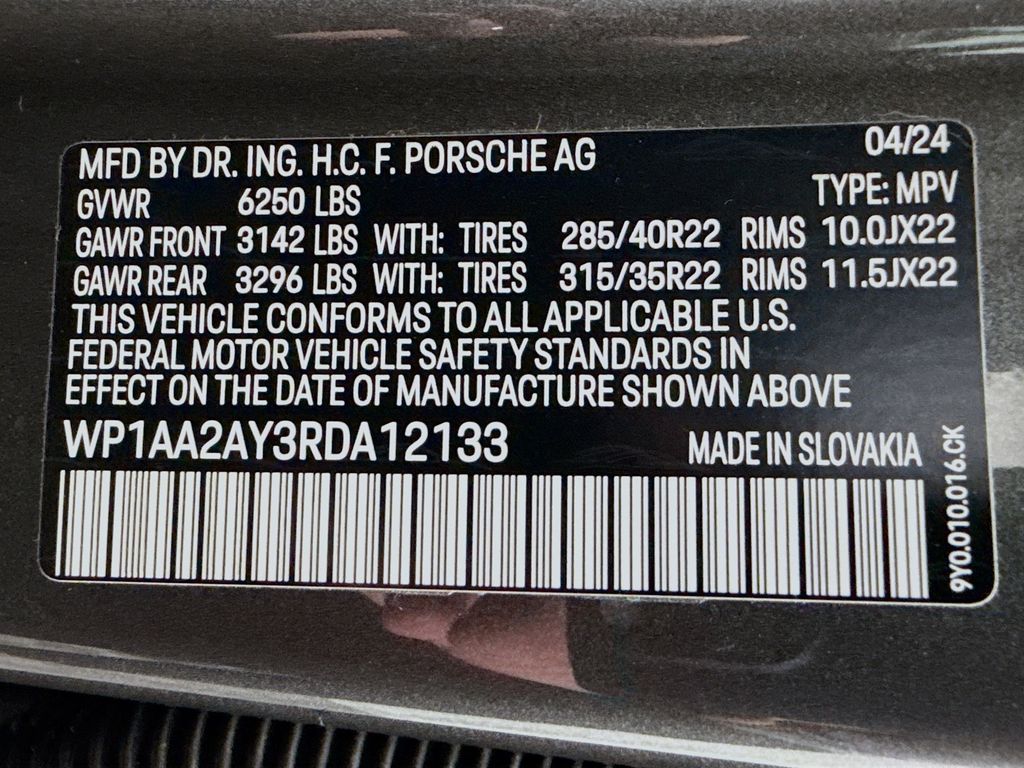 MFD BY DR. ING. H.C. F. PORSCHE AG 04/24
GVWR 6250 LBS TYPE: MPV
GAWR FRONT 3142 LBS WITH: TIRES 285/40R22 RIMS 10.0JX22
GAWR REAR 3296 LBS WITH: TIRES 315/35R22 RIMS 11.5JX22
THIS VEHICLE CONFORMS TO ALL APPLICABLE U.S.
FEDERAL MOTOR VEHICLE SAFETY STANDARDS IN
EFFECT ON THE DATE OF MANUFACTURE SHOWN ABOVE
WP1AA2AY3RDA12133 MADE IN SLOVAKIA
9Y0.010.016.CK